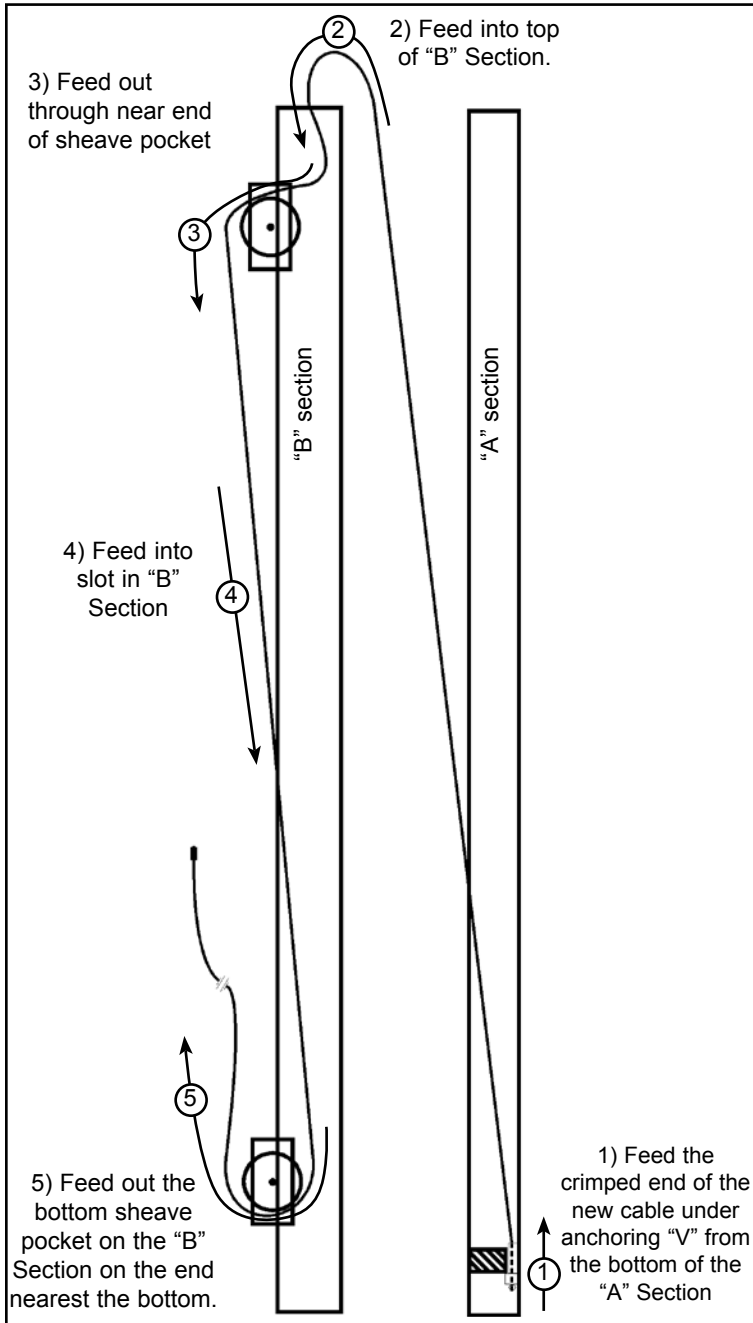 2) Feed into top
of “B” Section.
2
3) Feed out
through near end
of sheave pocket
3
“B” section
“A” section
4) Feed into
slot in “B”
Section
4
5
5) Feed out the
bottom sheave
pocket on the “B”
Section on the end
nearest the bottom.
1) Feed the
crimped end of the
new cable under
anchoring “V” from
the bottom of the
“A” Section
1